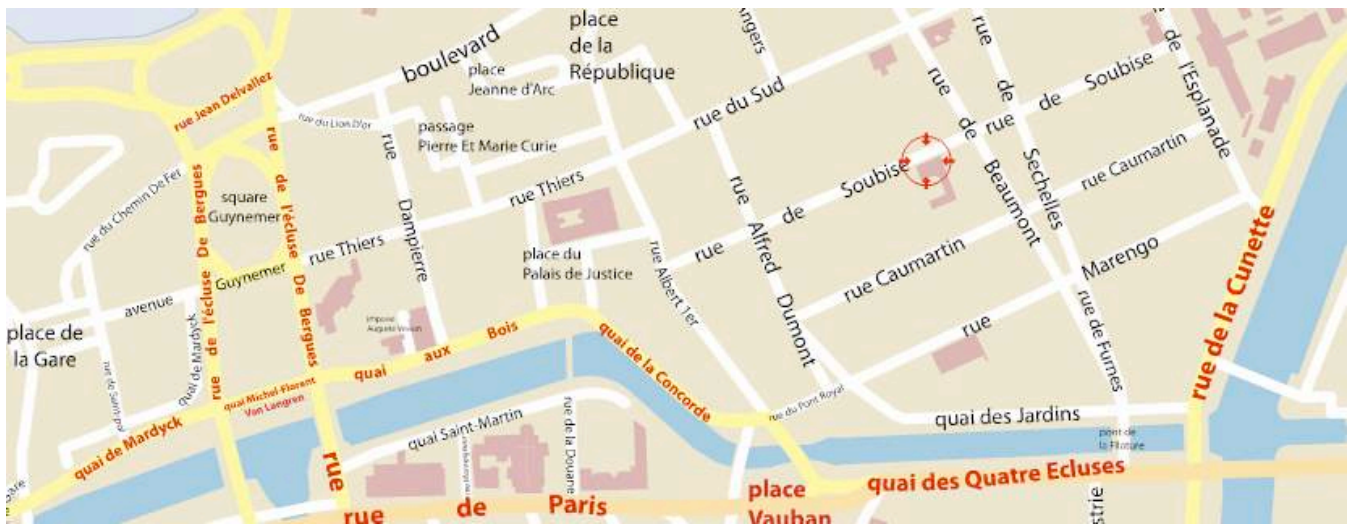 boulevard
place
de la
République
Angers
place
Jeanne d'Arc
rue Jean Delvallez
rue du Lion D'or
passage
Pierre Et Marie Curie
rue du Sud
rue de Beaumont
rue de Sechelles
rue de Soubise
de l'Esplanade
rue du Chemin De Fer
rue de l'écluse De Bergues
square
Guynemer
rue de l'écluse De Bergues
rue Dampierre
rue Thiers
rue Thiers
avenue Guynemer
place du
Palais de Justice
rue Albert 1er
rue Alfred Dumont
rue de Soubise
rue Caumartin
rue Caumartin
rue Marengo
rue de Furnes
rue de la Cunette
place de
la Gare
quai de Mardyck
quai Michel-Florent
Van Langren
quai aux Bois
quai de la Concorde
rue du Pont Royal
quai des Jardins
quai de Mardyck
quai Saint-Martin
rue de la Douane
pont de
la Filature
quai des Quatre Ecluses
rue
rue de Paris
place
Vauban